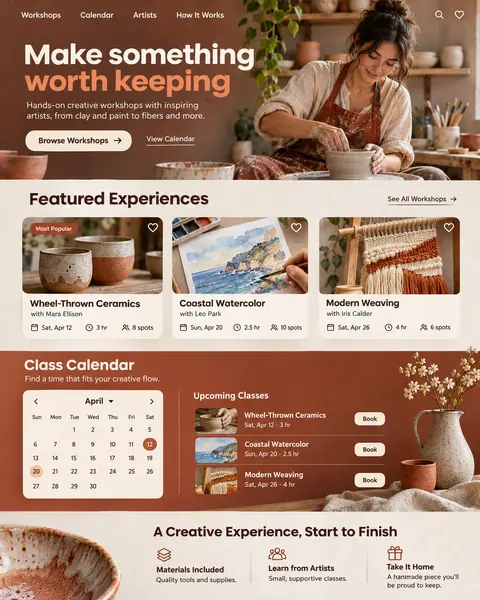 Workshops Calendar Artists How It Works
Make something
worth keeping
Hands-on creative workshops with inspiring
artists, from clay and paint to fibers and more.
Browse Workshops → View Calendar
Featured Experiences
See All Workshops →
Most Popular
Wheel-Thrown Ceramics
with Mara Ellison
Sat, Apr 12 3 hr 8 spots
Coastal Watercolor
with Leo Park
Sun, Apr 20 2.5 hr 10 spots
Modern Weaving
with Iris Calder
Sat, Apr 26 4 hr 6 spots
Class Calendar
Find a time that fits your creative flow.
April
Sun Mon Tue Wed Thu Fri Sat
1 2 3 4 5
6 7 8 9 10 11 12
13 14 15 16 17 18 19
20 21 22 23 24 25 26
27 28 29 30
Upcoming Classes
Wheel-Thrown Ceramics
Sat, Apr 12 · 3 hr
Book
Coastal Watercolor
Sun, Apr 20 · 2.5 hr
Book
Modern Weaving
Sat, Apr 26 · 4 hr
Book
A Creative Experience, Start to Finish
Materials Included
Quality tools and supplies.
Learn from Artists
Small, supportive classes.
Take It Home
A hanimade piece you'll
be proud to keep.